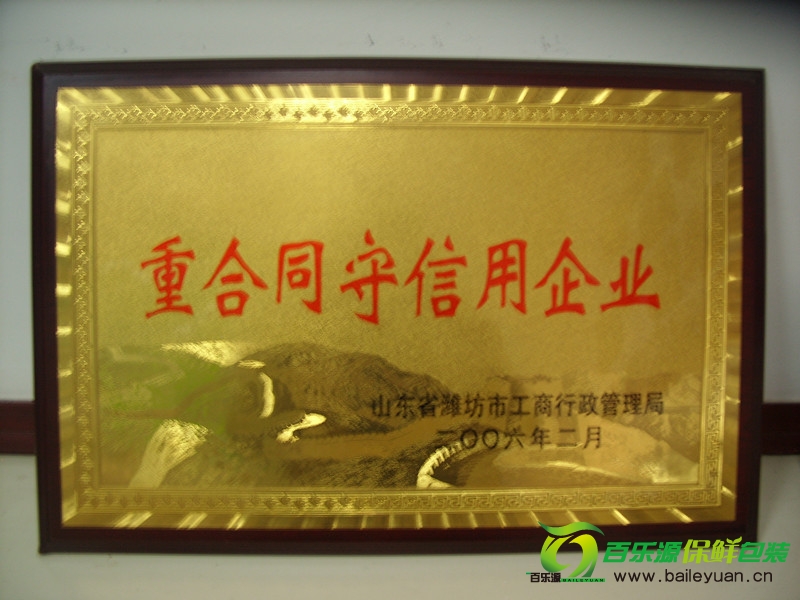 重合同守信用企业
山东省潍坊市工商行政管理局
二〇〇六年二月
百乐源保鲜包装
百乐源 BAILEYUAN
www.baileyuan.cn